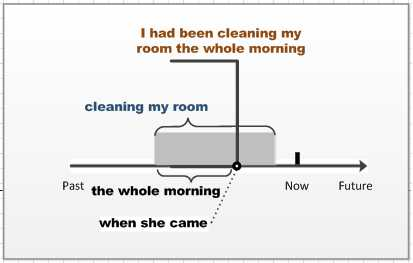 I had been cleaning my
room the whole morning
cleaning my room
Past
the whole morning
Now
Future
when she came